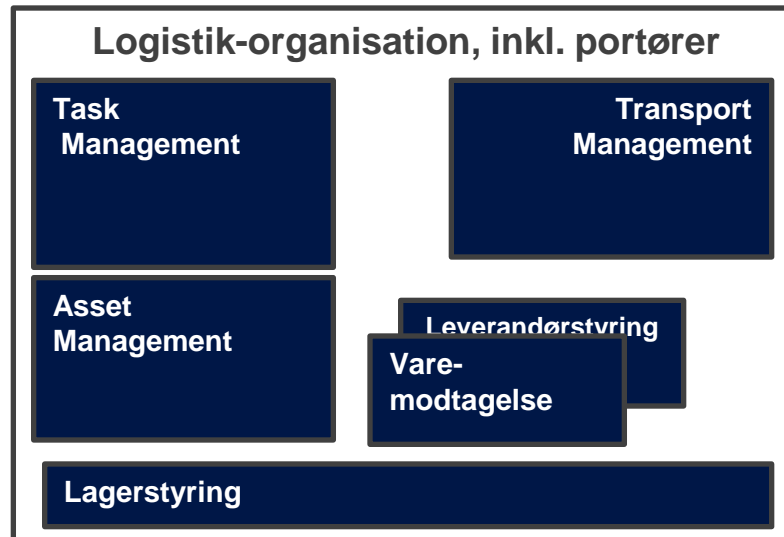 Logistik-organisation, inkl. portører
Task
Management
Transport
Management
Asset
Management
Leverandørstyring
Vare-
modtagelse
Lagerstyring